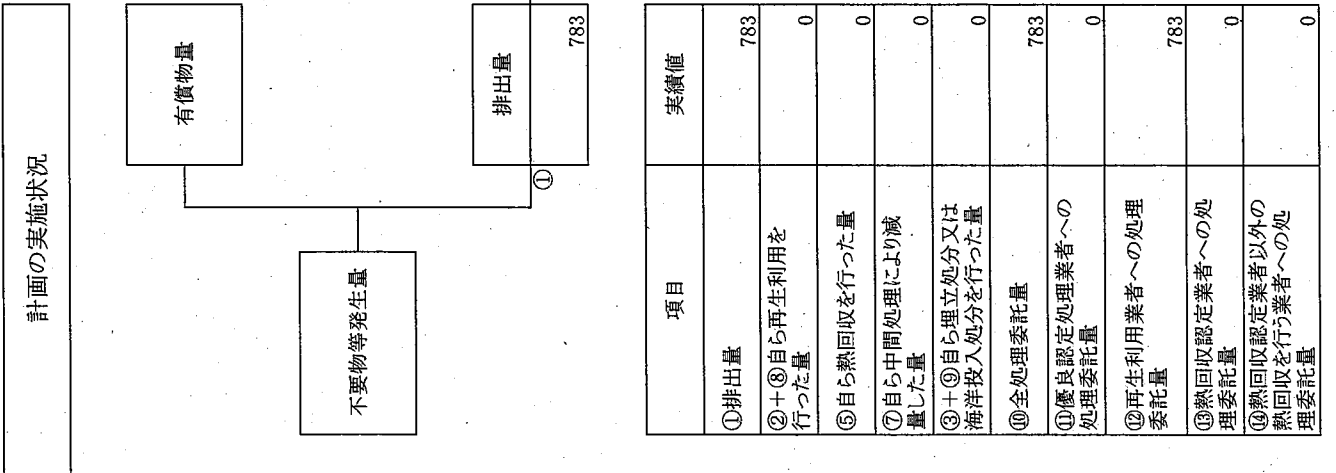 計画の実施状況
不要物等発生量
有償物量
①
排出量
783
項目
実績値
①排出量
783
②+⑧自ら再生利用を
行った量
0
⑤自ら熱回収を行った量
0
⑦自ら中間処理により減
量した量
0
③+⑨自ら埋立処分又は
海洋投入処分を行った量
0
⑩全処理委託量
783
⑪優良認定処理業者への
処理委託量
0
⑫再生利用業者への処理
委託量
783
⑬熱回収認定業者への処
理委託量
0
⑭熱回収認定業者以外の
熱回収を行う業者への処
理委託量
0